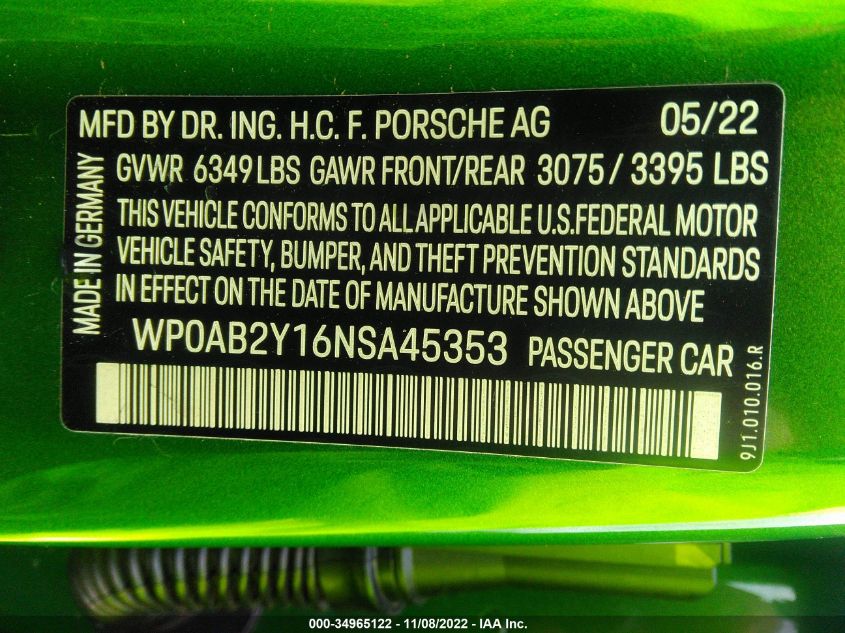 MFD BY DR. ING. H.C. F. PORSCHE AG 05/22
GVWR 6349 LBS GAWR FRONT/REAR 3075 / 3395 LBS
THIS VEHICLE CONFORMS TO ALL APPLICABLE U.S.FEDERAL MOTOR
VEHICLE SAFETY, BUMPER, AND THEFT PREVENTION STANDARDS
IN EFFECT ON THE DATE OF MANUFACTURE SHOWN ABOVE
MADE IN GERMANY
WP0AB2Y16NSA45353 PASSENGER CAR
9J1.010.016.R
000-34965122 - 11/08/2022 - IAA Inc.